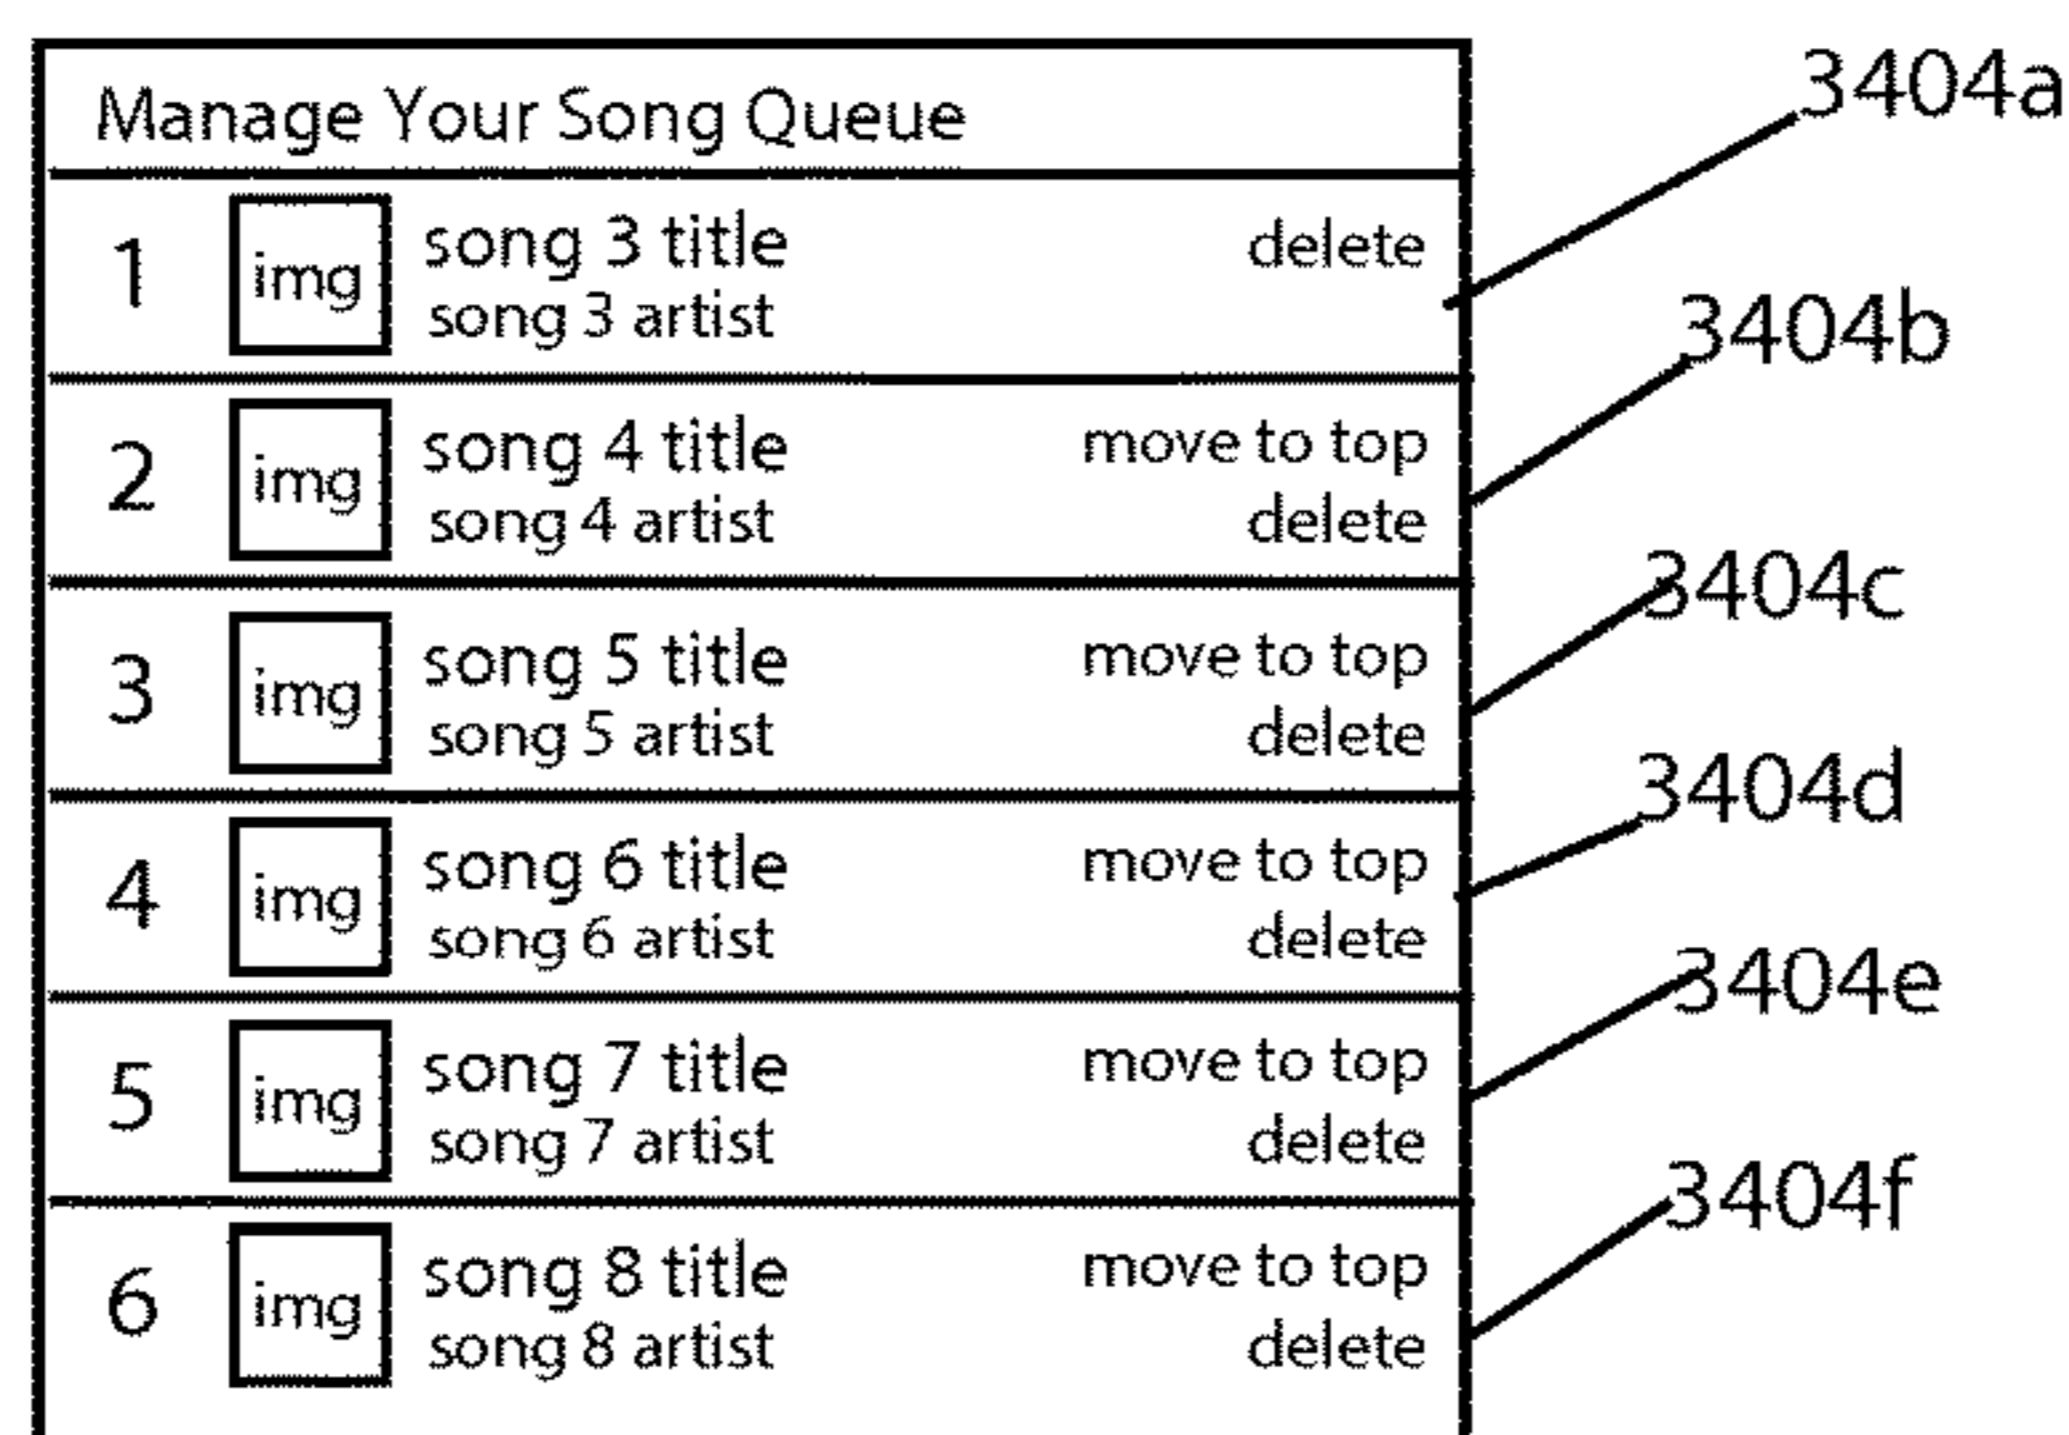 Manage Your Song Queue
3404a
1 img song 3 title delete
song 3 artist
3404b
2 img song 4 title move to top
song 4 artist delete
3404c
3 img song 5 title move to top
song 5 artist delete
3404d
4 img song 6 title move to top
song 6 artist delete
3404e
5 img song 7 title move to top
song 7 artist delete
3404f
6 img song 8 title move to top
song 8 artist delete